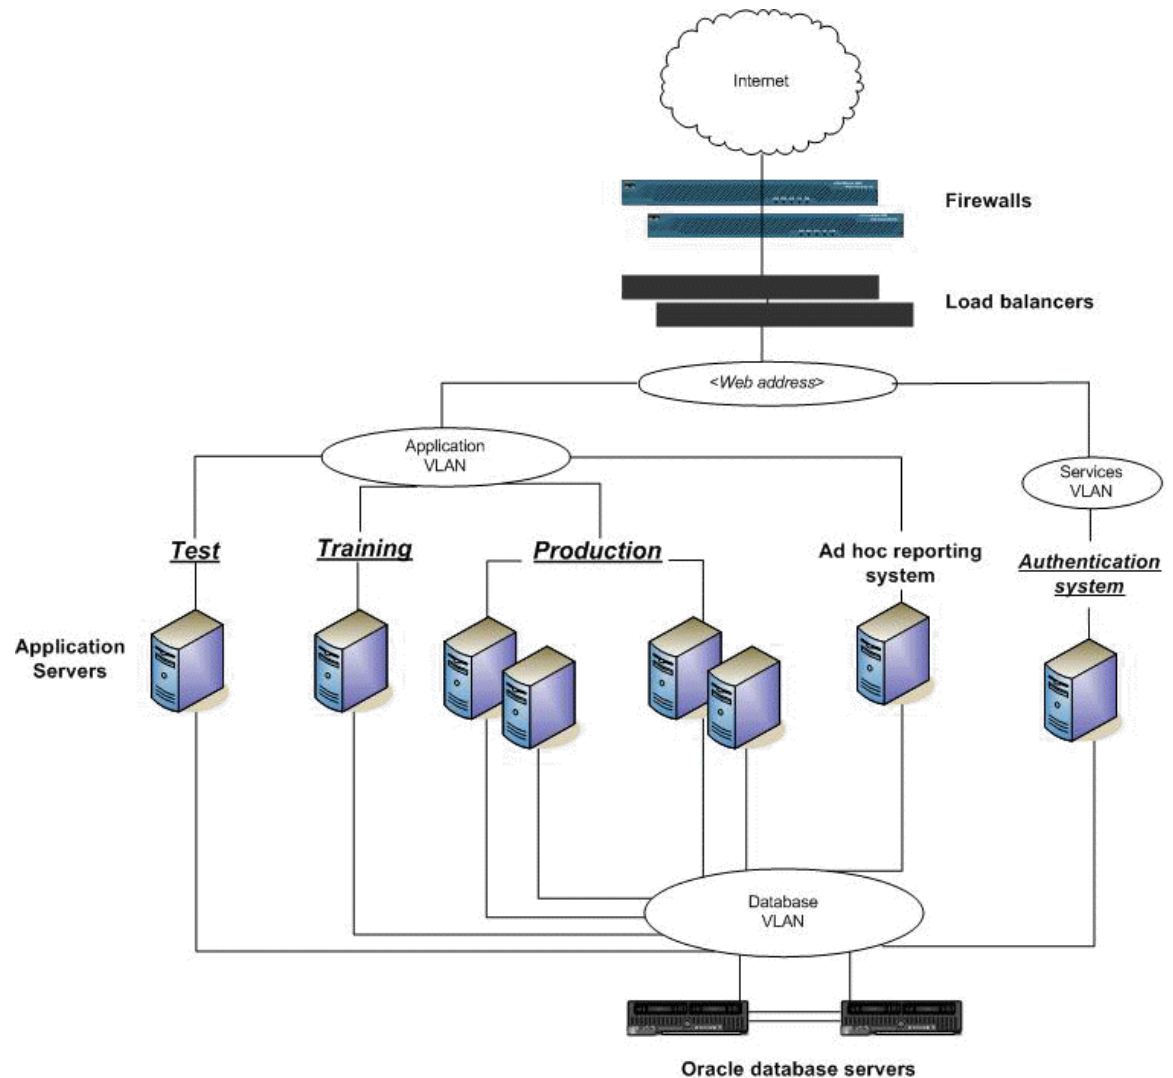 Internet
Firewalls
Load balancers
<Web address>
Application
VLAN
Services
VLAN
Test
Training
Production
Ad hoc reporting
system
Authentication
system
Application
Servers
Database
VLAN
Oracle database servers